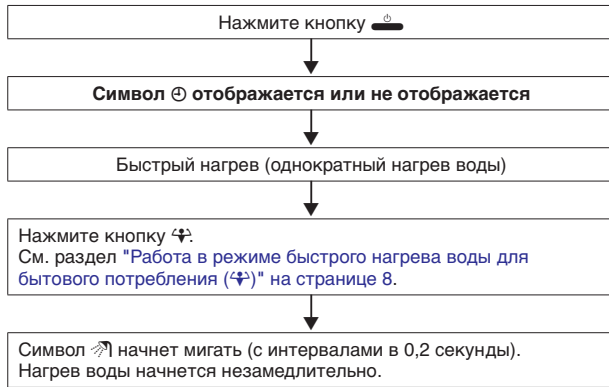 Нажмите кнопку
Символ отображается или не отображается
Быстрый нагрев (однократный нагрев воды)
Нажмите кнопку .
См. раздел "Работа в режиме быстрого нагрева воды для
бытового потребления ()" на странице 8.
Символ начнет мигать (с интервалами в 0,2 секунды).
Нагрев воды начнется незамедлительно.